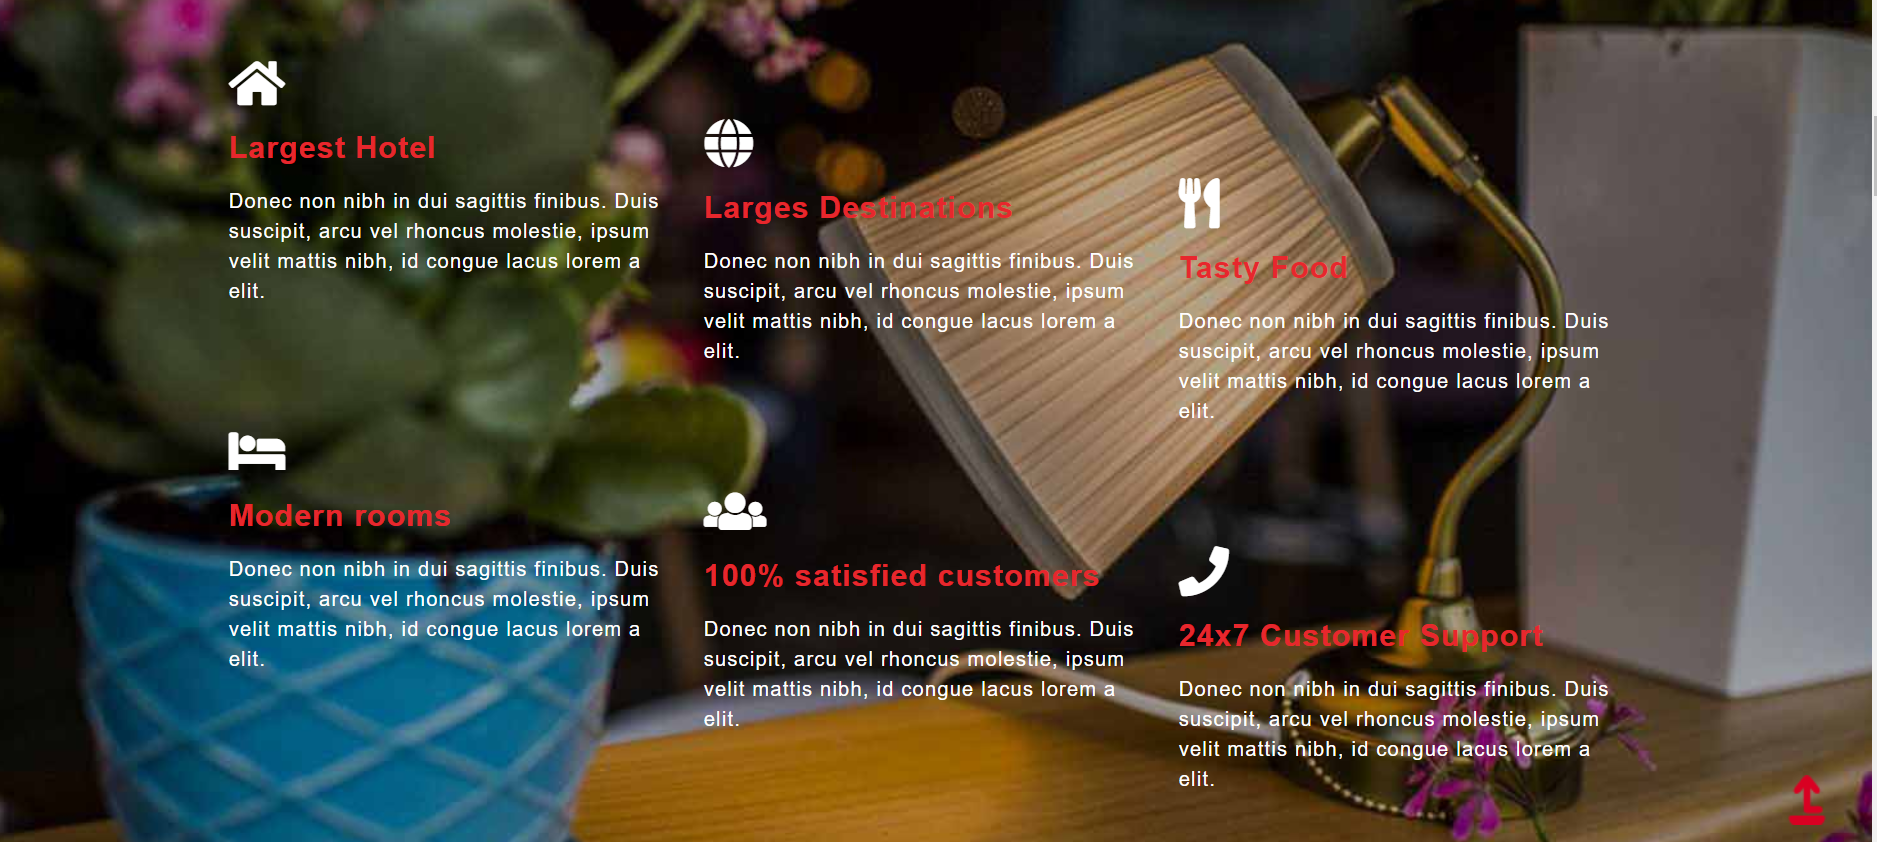 Largest Hotel
Donec non nibh in dui sagittis finibus. Duis
suscipit, arcu vel rhoncus molestie, ipsum
velit mattis nibh, id congue lacus lorem a
elit.
Larges Destinations
Donec non nibh in dui sagittis finibus. Duis
suscipit, arcu vel rhoncus molestie, ipsum
velit mattis nibh, id congue lacus lorem a
elit.
Tasty Food
Donec non nibh in dui sagittis finibus. Duis
suscipit, arcu vel rhoncus molestie, ipsum
velit mattis nibh, id congue lacus lorem a
elit.
Modern rooms
Donec non nibh in dui sagittis finibus. Duis
suscipit, arcu vel rhoncus molestie, ipsum
velit mattis nibh, id congue lacus lorem a
elit.
100% satisfied customers
Donec non nibh in dui sagittis finibus. Duis
suscipit, arcu vel rhoncus molestie, ipsum
velit mattis nibh, id congue lacus lorem a
elit.
24x7 Customer Support
Donec non nibh in dui sagittis finibus. Duis
suscipit, arcu vel rhoncus molestie, ipsum
velit mattis nibh, id congue lacus lorem a
elit.